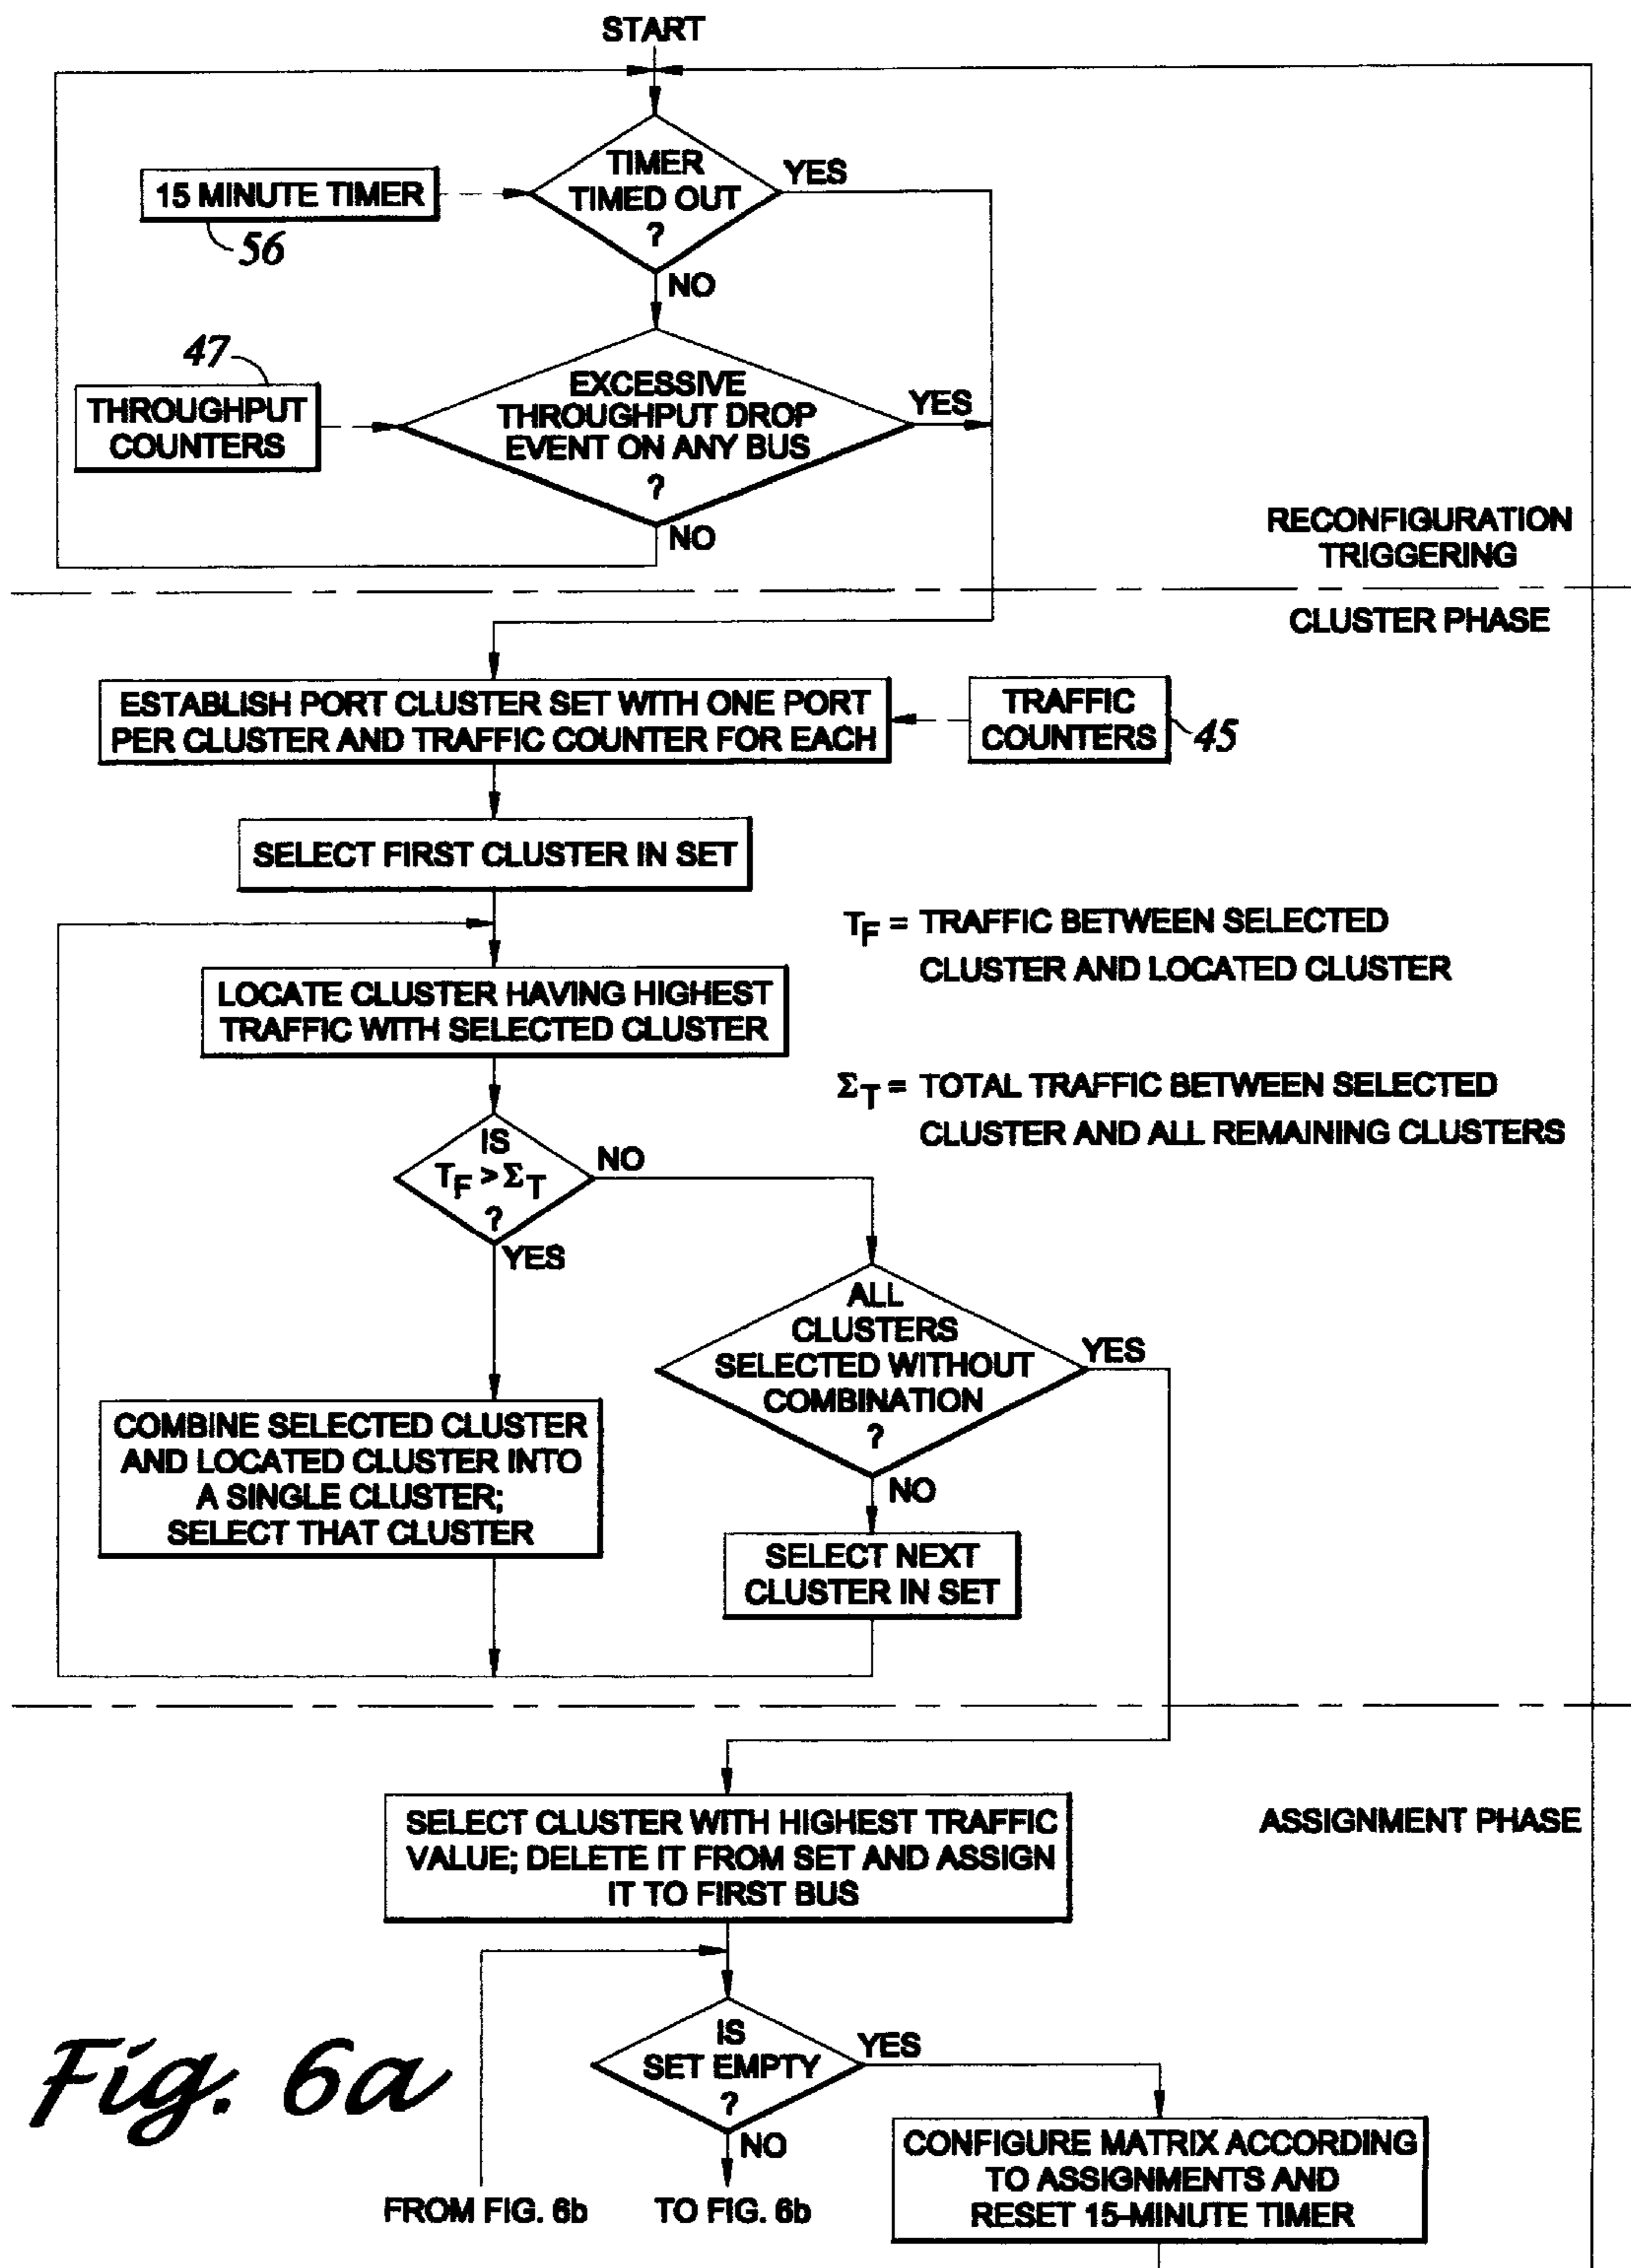 START
TIMER
TIMED OUT
?
YES
15 MINUTE TIMER
56
NO
47
THROUGHPUT
COUNTERS
EXCESSIVE
THROUGHPUT DROP
EVENT ON ANY BUS
?
YES
NO
RECONFIGURATION
TRIGGERING
CLUSTER PHASE
ESTABLISH PORT CLUSTER SET WITH ONE PORT
PER CLUSTER AND TRAFFIC COUNTER FOR EACH
TRAFFIC
COUNTERS
45
SELECT FIRST CLUSTER IN SET
TF = TRAFFIC BETWEEN SELECTED
CLUSTER AND LOCATED CLUSTER
LOCATE CLUSTER HAVING HIGHEST
TRAFFIC WITH SELECTED CLUSTER
ΣT = TOTAL TRAFFIC BETWEEN SELECTED
CLUSTER AND ALL REMAINING CLUSTERS
IS
TF > ΣT
?
NO
YES
ALL
CLUSTERS
SELECTED WITHOUT
COMBINATION
?
YES
NO
COMBINE SELECTED CLUSTER
AND LOCATED CLUSTER INTO
A SINGLE CLUSTER;
SELECT THAT CLUSTER
SELECT NEXT
CLUSTER IN SET
ASSIGNMENT PHASE
SELECT CLUSTER WITH HIGHEST TRAFFIC
VALUE; DELETE IT FROM SET AND ASSIGN
IT TO FIRST BUS
IS
SET EMPTY
?
YES
NO
CONFIGURE MATRIX ACCORDING
TO ASSIGNMENTS AND
RESET 15-MINUTE TIMER
FROM FIG. 6b
TO FIG. 6b
Fig. 6a